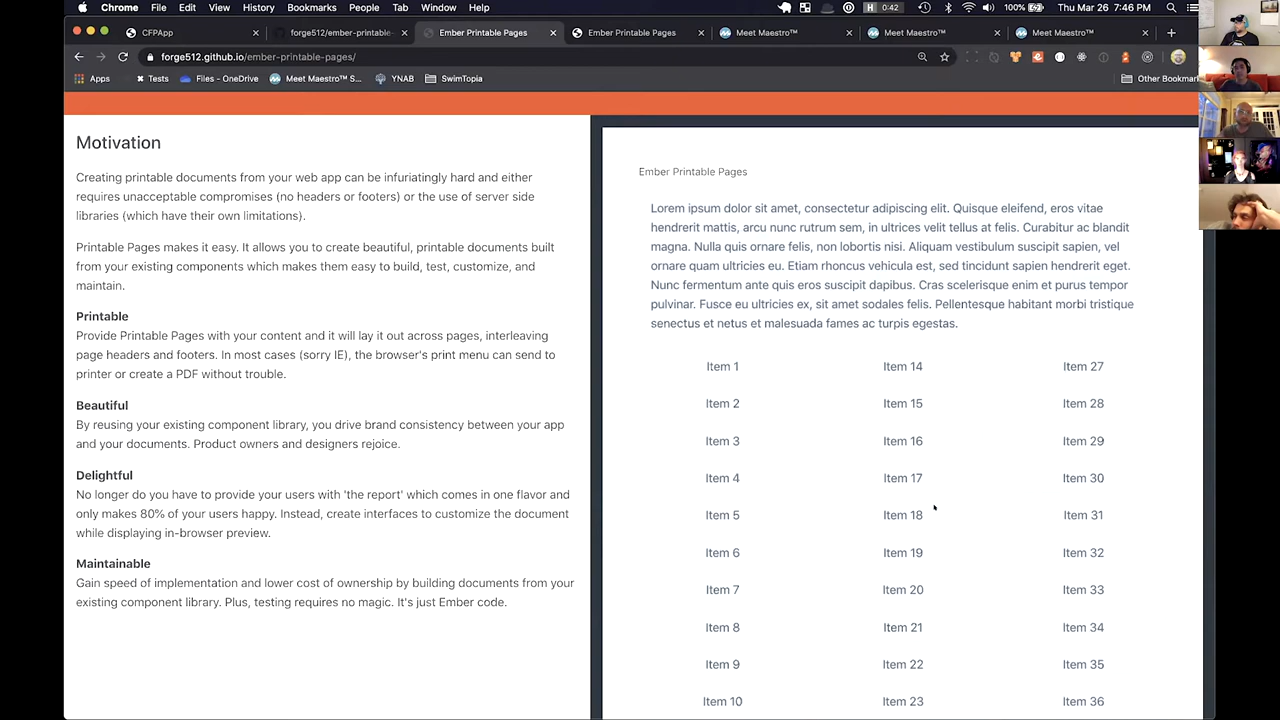 Chrome File Edit View History Bookmarks People Tab Window Help 0:42 100% Thu Mar 26 7:46 PM
CFPApp forge512/ember-printable- Ember Printable Pages Ember Printable Pages Meet Maestro™ Meet Maestro™ Meet Maestro™
forge512.github.io/ember-printable-pages/
Apps Tests Files - OneDrive Meet Maestro™ S... YNAB SwimTopia Other Bookmar
Motivation
Creating printable documents from your web app can be infuriatingly hard and either
requires unacceptable compromises (no headers or footers) or the use of server side
libraries (which have their own limitations).
Printable Pages makes it easy. It allows you to create beautiful, printable documents built
from your existing components which makes them easy to build, test, customize, and
maintain.
Printable
Provide Printable Pages with your content and it will lay it out across pages, interleaving
page headers and footers. In most cases (sorry IE), the browser's print menu can send to
printer or create a PDF without trouble.
Beautiful
By reusing your existing component library, you drive brand consistency between your app
and your documents. Product owners and designers rejoice.
Delightful
No longer do you have to provide your users with 'the report' which comes in one flavor and
only makes 80% of your users happy. Instead, create interfaces to customize the document
while displaying in-browser preview.
Maintainable
Gain speed of implementation and lower cost of ownership by building documents from your
existing component library. Plus, testing requires no magic. It's just Ember code.
Ember Printable Pages
Lorem ipsum dolor sit amet, consectetur adipiscing elit. Quisque eleifend, eros vitae
hendrerit mattis, arcu nunc rutrum sem, in ultrices velit tellus at felis. Curabitur ac blandit
magna. Nulla quis ornare felis, non lobortis nisi. Aliquam vestibulum suscipit sapien, vel
ornare quam ultricies eu. Etiam rhoncus vehicula est, sed tincidunt sapien hendrerit eget.
Nunc fermentum ante quis eros suscipit dapibus. Cras scelerisque enim et purus tempor
pulvinar. Fusce eu ultricies ex, sit amet sodales felis. Pellentesque habitant morbi tristique
senectus et netus et malesuada fames ac turpis egestas.
Item 1 Item 14 Item 27
Item 2 Item 15 Item 28
Item 3 Item 16 Item 29
Item 4 Item 17 Item 30
Item 5 Item 18 Item 31
Item 6 Item 19 Item 32
Item 7 Item 20 Item 33
Item 8 Item 21 Item 34
Item 9 Item 22 Item 35
Item 10 Item 23 Item 36